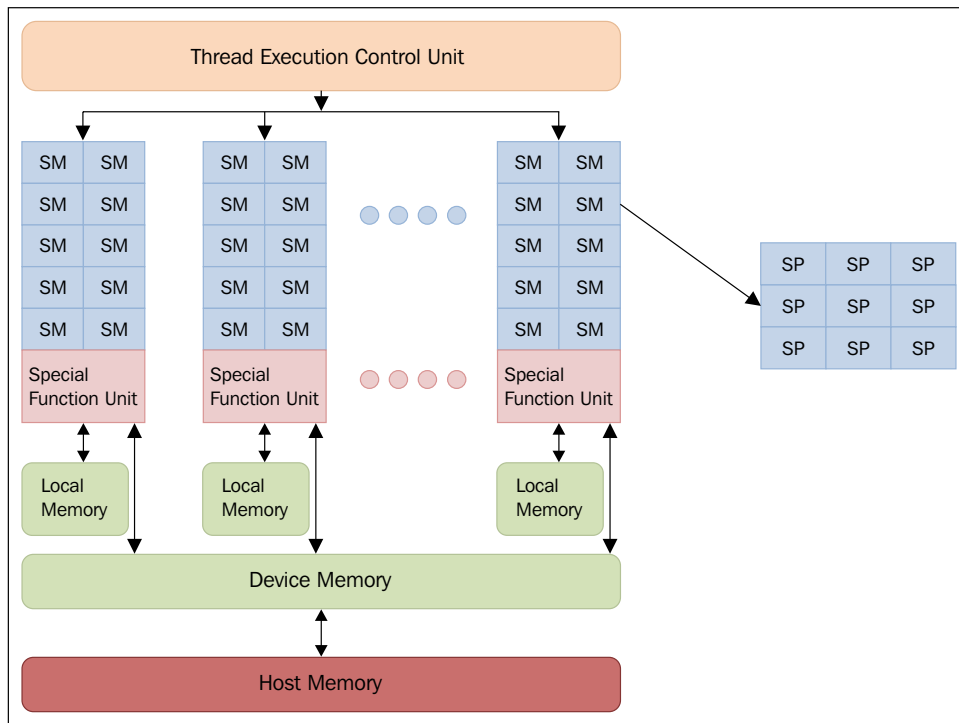 Thread Execution Control Unit
SM SM SM SM SM SM
SM SM SM SM SM SM
SM SM SM SM SM SM
SM SM SM SM SM SM
SM SM SM SM SM SM
SP SP SP
SP SP SP
SP SP SP
Special
Function Unit
Special
Function Unit
Special
Function Unit
Local
Memory
Local
Memory
Local
Memory
Device Memory
Host Memory